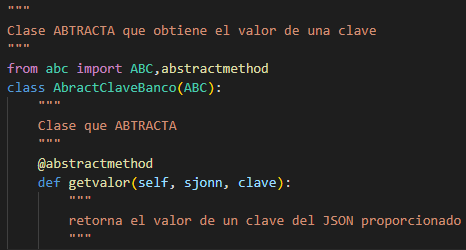 """
Clase ABTRACTA que obtiene el valor de una clave
"""
from abc import ABC,abstractmethod
class AbractClaveBanco(ABC):
    """
    Clase que ABTRACTA
    """
    @abstractmethod
    def getvalor(self, sjonn, clave):
        """
        retorna el valor de un clave del JSON proporcionado
        """